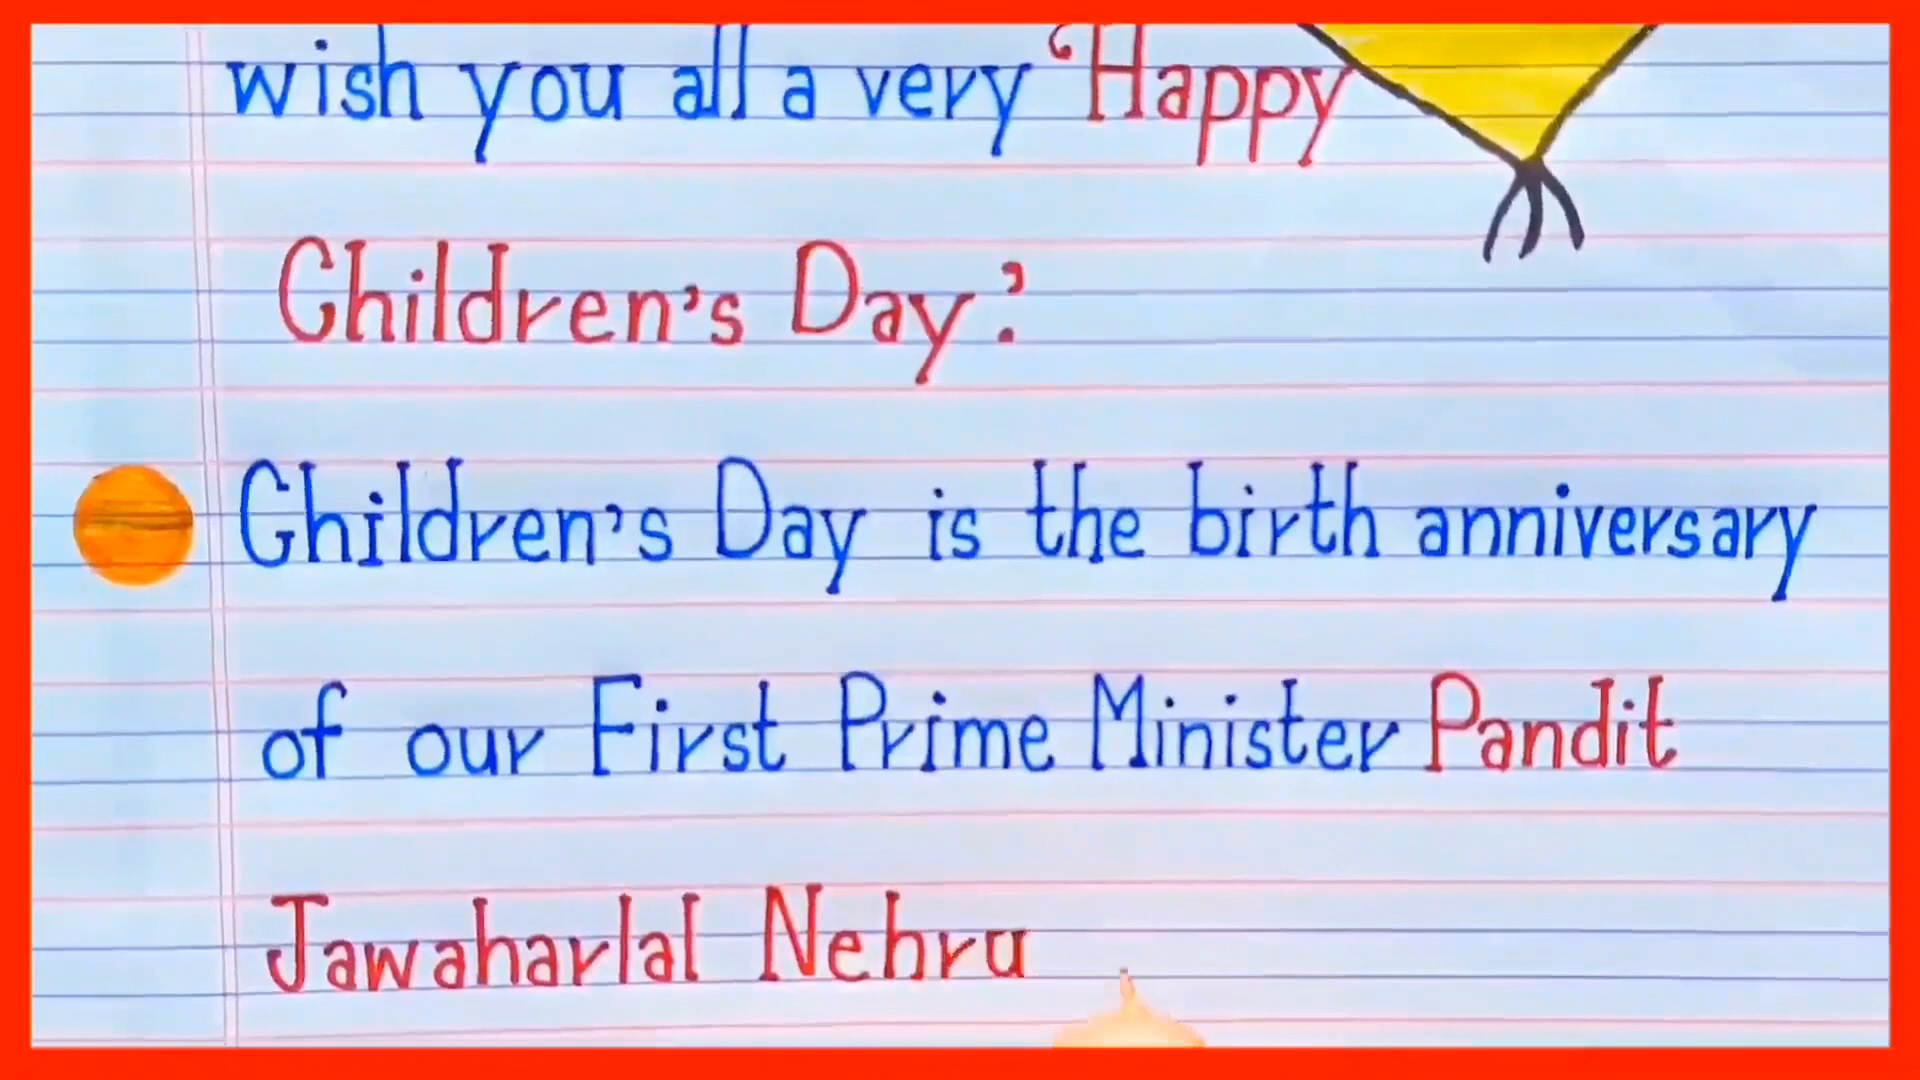 wish you all a very ‘Happy
Children's Day.’
Children's Day is the birth anniversary
of our First Prime Minister Pandit
Jawaharlal Nehru